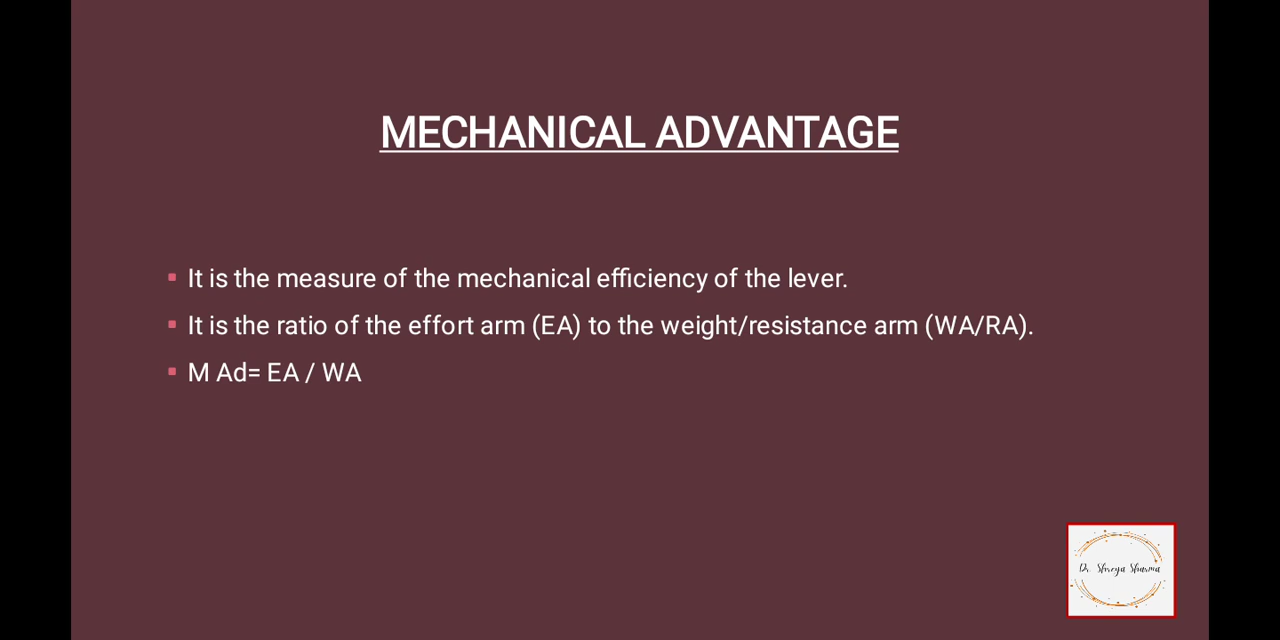 MECHANICAL ADVANTAGE
▪ It is the measure of the mechanical efficiency of the lever.
▪ It is the ratio of the effort arm (EA) to the weight/resistance arm (WA/RA).
▪ M Ad= EA / WA
Dr. Shreya Sharma